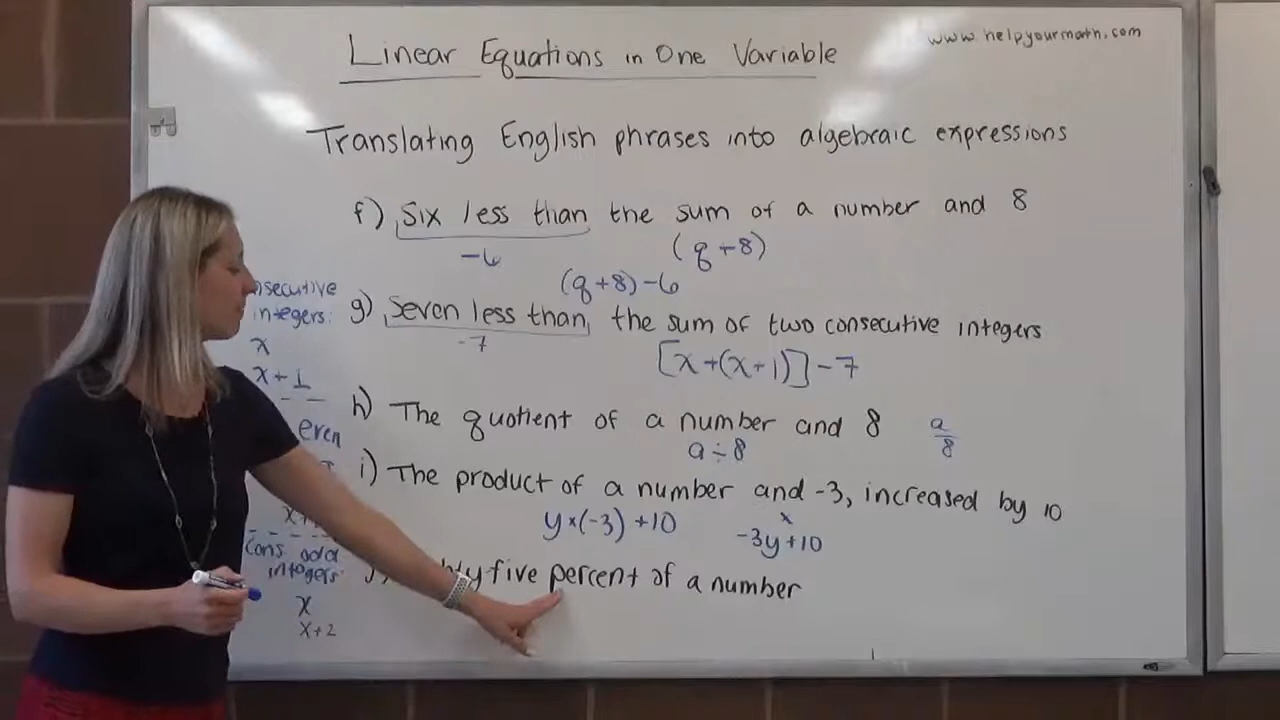 www.helpyourmath.com
Linear Equations in One Variable
Translating English phrases into algebraic expressions
f) Six less than the sum of a number and 8
-6 (q+8)
(q+8)-6
integers:
x
x+1
g) Seven less than the sum of two consecutive integers
-7
[x+(x+1)]-7
even
h) The quotient of a number and 8 a/8
a÷8
i) The product of a number and -3, increased by 10
y×(-3)+10 -3y+10
Cons odd
integers:
x
x+2
five percent of a number